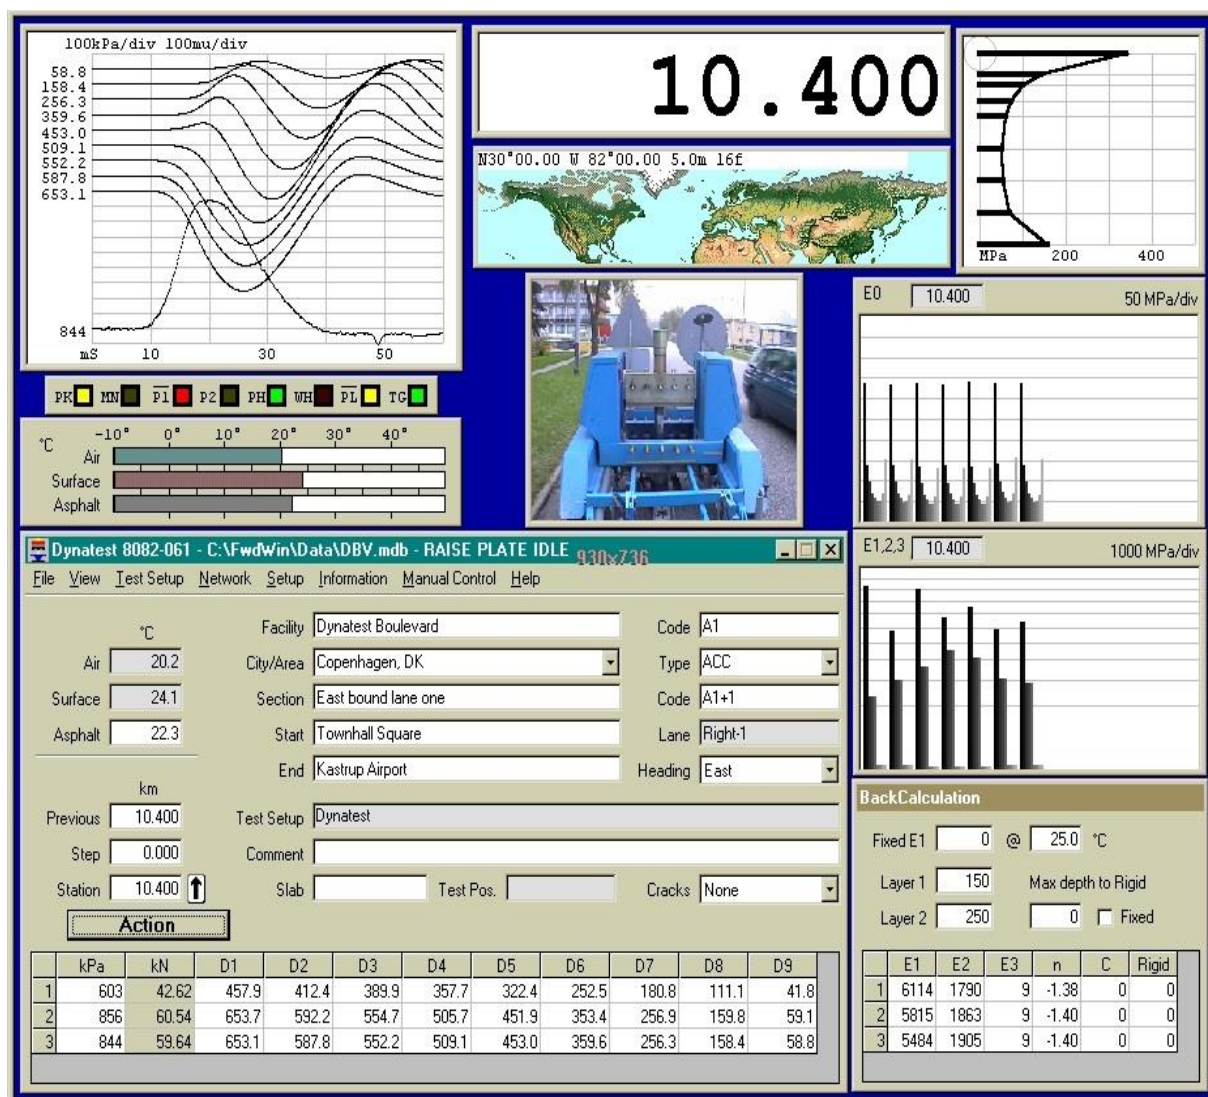 100kPa/div 100mu/div
58.8
158.4
256.3
359.6
453.0
509.1
552.2
587.8
653.1
844
mS 10 30 50
10.400
N30°00.00 W 82°00.00 5.0m 16f
MPa 200 400
PK MN P1 P2 PH WH PL TG
°C -10° 0° 10° 20° 30° 40°
Air
Surface
Asphalt
E0 10.400 50 MPa/div
E1,2,3 10.400 1000 MPa/div
Dynatest 8082-061 - C:\FwdWin\Data\DBV.mdb - RAISE PLATE IDLE 930x736
File View Test Setup Network Setup Information Manual Control Help
°C Facility Dynatest Boulevard Code A1
Air 20.2 City/Area Copenhagen, DK Type ACC
Surface 24.1 Section East bound lane one Code A1+1
Asphalt 22.3 Start Townhall Square Lane Right-1
End Kastrup Airport Heading East
km
Previous 10.400 Test Setup Dynatest
Step 0.000 Comment
Station 10.400 Slab Test Pos. Cracks None
Action
kPa kN D1 D2 D3 D4 D5 D6 D7 D8 D9
1 603 42.62 457.9 412.4 389.9 357.7 322.4 252.5 180.8 111.1 41.8
2 856 60.54 653.7 592.2 554.7 505.7 451.9 353.4 256.9 159.8 59.1
3 844 59.64 653.1 587.8 552.2 509.1 453.0 359.6 256.3 158.4 58.8
BackCalculation
Fixed E1 0 @ 25.0 °C
Layer 1 150 Max depth to Rigid
Layer 2 250 0 Fixed
E1 E2 E3 n C Rigid
1 6114 1790 9 -1.38 0 0
2 5815 1863 9 -1.40 0 0
3 5484 1905 9 -1.40 0 0